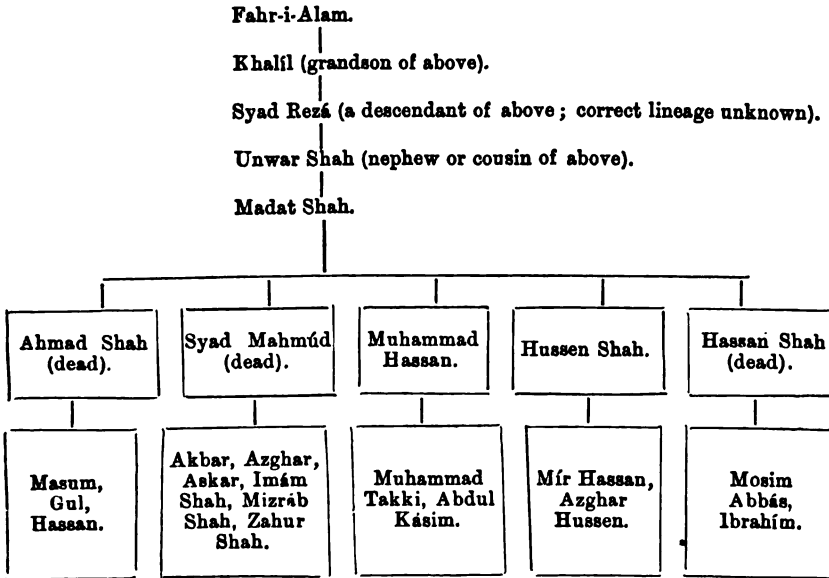 Fahr-i-Alam.
Khalíl (grandson of above).
Syad Rezá (a descendant of above; correct lineage unknown).
Unwar Shah (nephew or cousin of above).
Madat Shah.
Ahmad Shah
(dead).
Syad Mahmúd
(dead).
Muhammad
Hassan.
Hussen Shah.
Hassan Shah
(dead).
Masum,
Gul,
Hassan.
Akbar, Azghar,
Askar, Imám
Shah, Mizráb
Shah, Zahur
Shah.
Muhammad
Takki, Abdul
Kásim.
Mír Hassan,
Azghar
Hussen.
Mosim
Abbás,
Ibrahím.